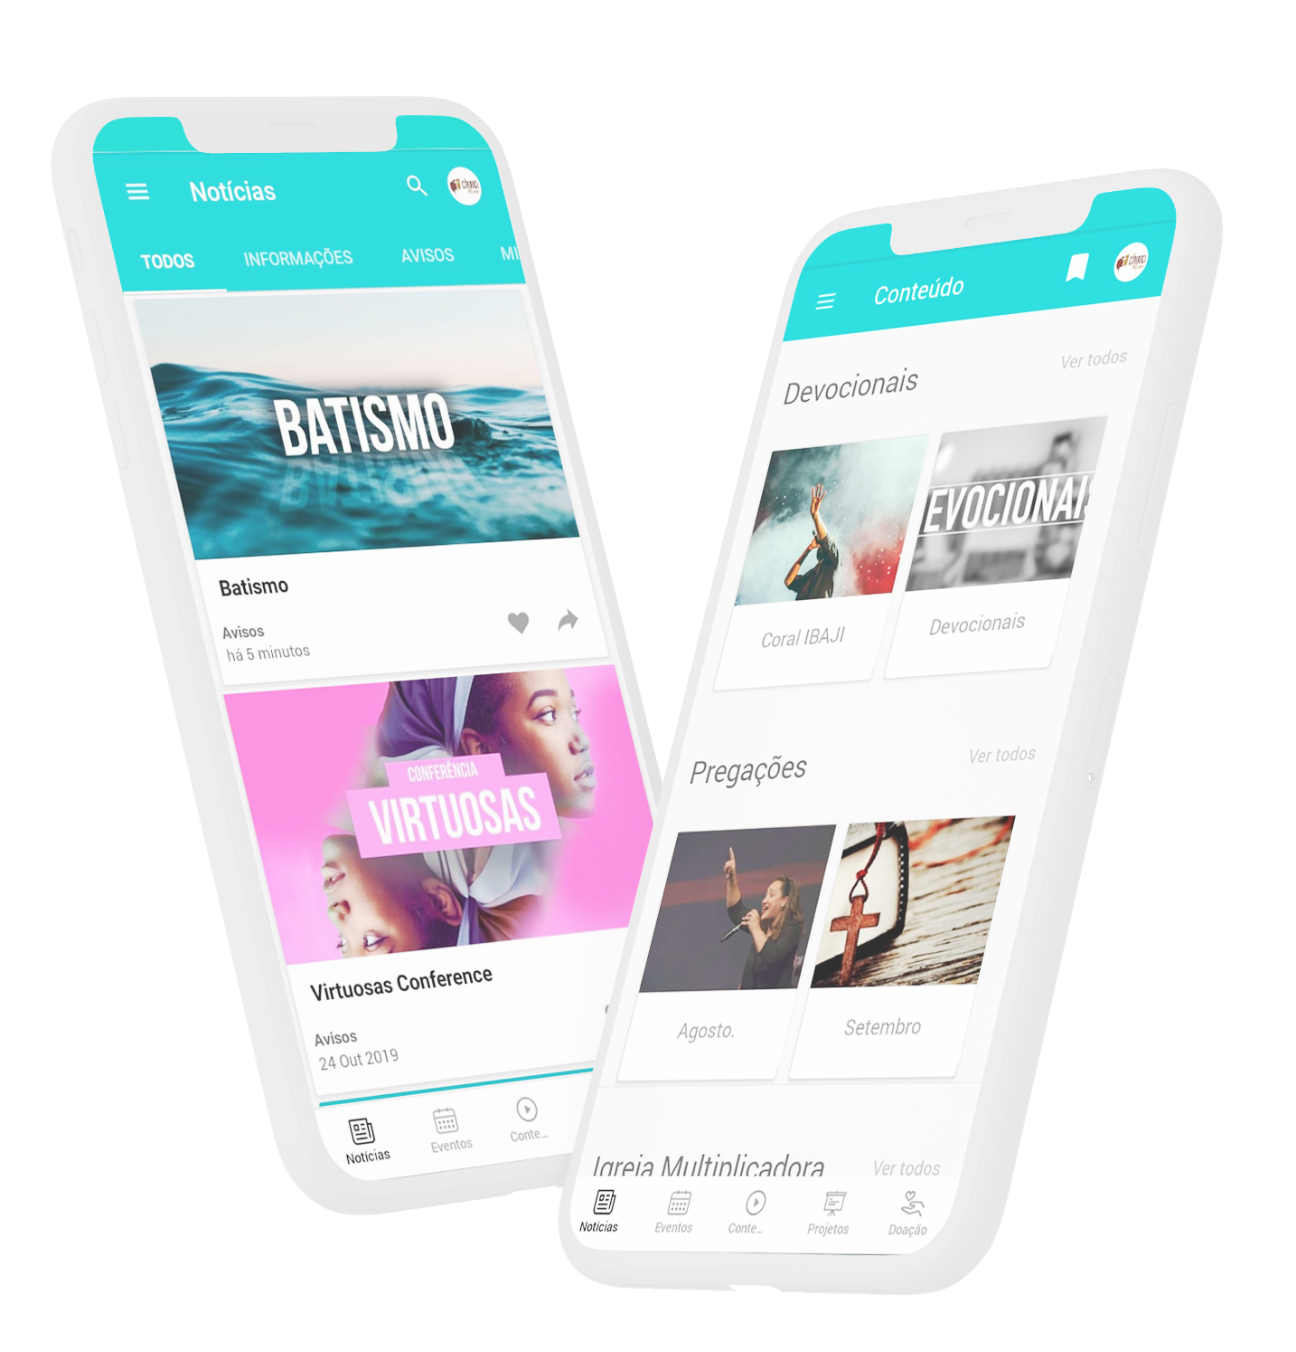 Notícias
TODOS
INFORMAÇÕES
AVISOS
MI
BATISMO
Batismo
Avisos
há 5 minutos
CONFERÊNCIA
VIRTUOSAS
Virtuosas Conference
Avisos
24 Out 2019
Notícias
Eventos
Conte...
Conteúdo
Devocionais
Ver todos
EVOCIONAIS
Coral IBAJI
Devocionais
Pregações
Ver todos
Agosto.
Setembro
Igreja Multiplicadora
Ver todos
Notícias
Eventos
Conte...
Projetos
Doação